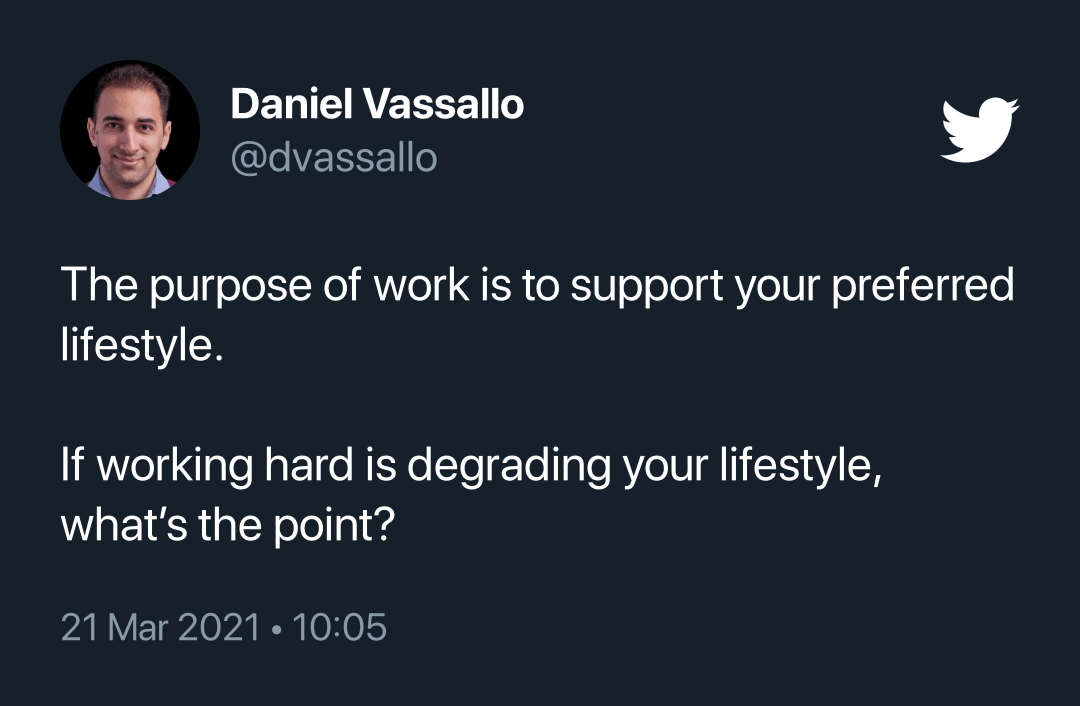 Daniel Vassallo
@dvassallo
The purpose of work is to support your preferred
lifestyle.
If working hard is degrading your lifestyle,
what’s the point?
21 Mar 2021 • 10:05